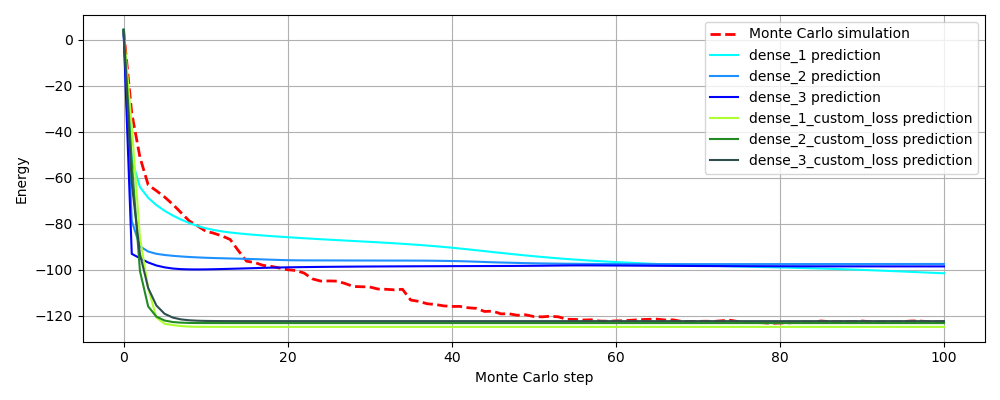 0
−20
−40
−60
−80
−100
−120
Energy
Monte Carlo simulation
dense_1 prediction
dense_2 prediction
dense_3 prediction
dense_1_custom_loss prediction
dense_2_custom_loss prediction
dense_3_custom_loss prediction
0 20 40 60 80 100
Monte Carlo step